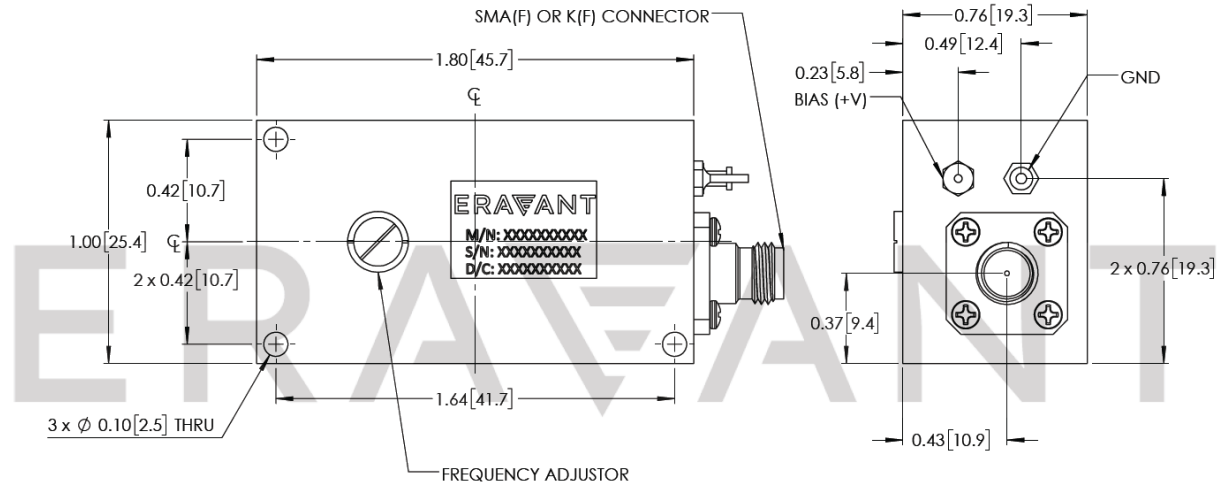 SMA(F) OR K(F) CONNECTOR
0.76[19.3]
0.49[12.4]
1.80[45.7]
0.23[5.8]
GND
BIAS (+V)
℄
0.42[10.7]
ERAVANT
M/N: XXXXXXXXXX
S/N: XXXXXXXXXX
D/C: XXXXXXXXXX
1.00[25.4]
℄
2 x 0.42[10.7]
2 x 0.76[19.3]
0.37[9.4]
ERAVANT
1.64[41.7]
3 x Ø 0.10[2.5] THRU
0.43[10.9]
FREQUENCY ADJUSTOR